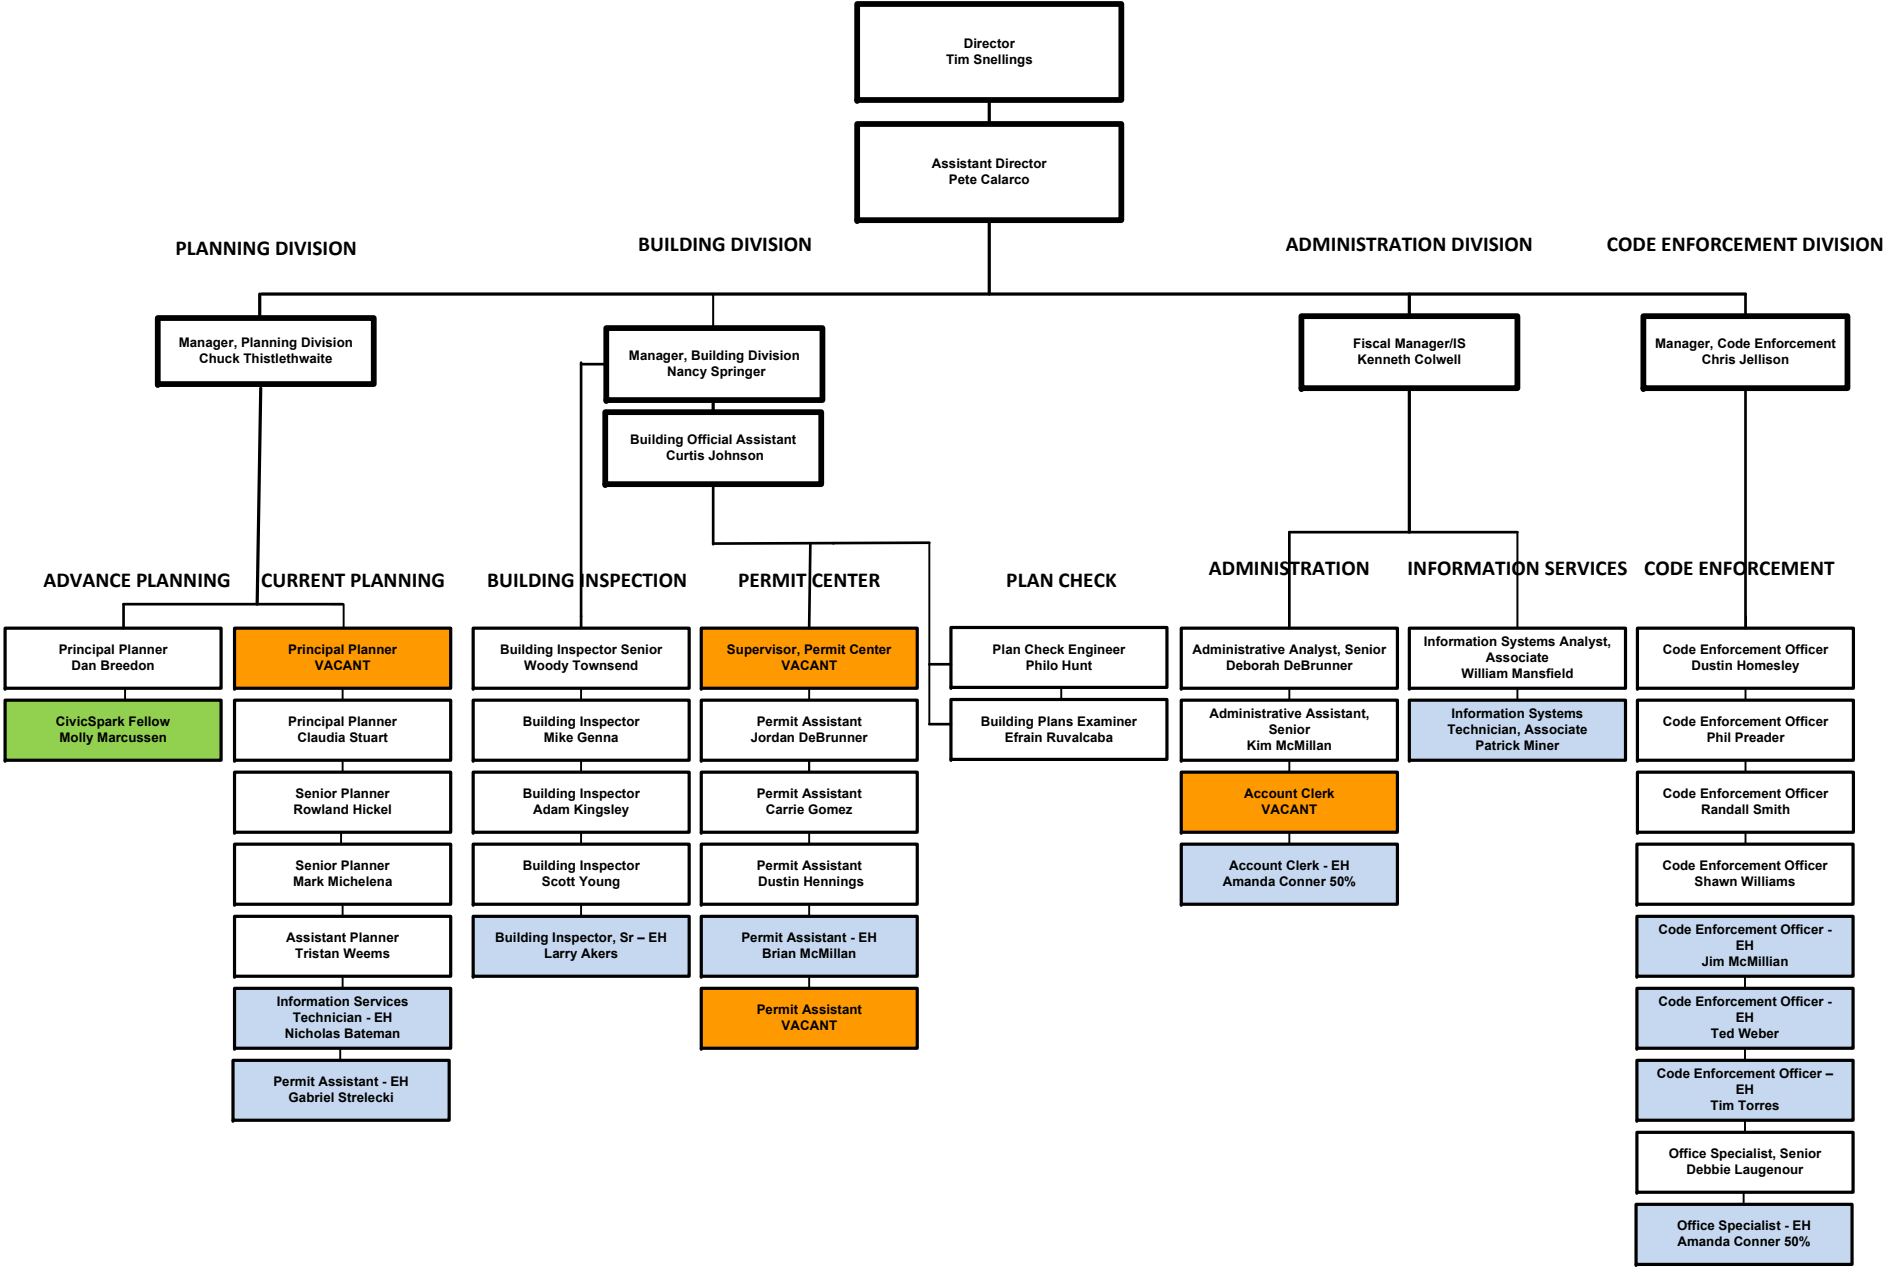 Director
Tim Snellings
Assistant Director
Pete Calarco
PLANNING DIVISION
BUILDING DIVISION
ADMINISTRATION DIVISION
CODE ENFORCEMENT DIVISION
Manager, Planning Division
Chuck Thistlethwaite
Manager, Building Division
Nancy Springer
Building Official Assistant
Curtis Johnson
Fiscal Manager/IS
Kenneth Colwell
Manager, Code Enforcement
Chris Jellison
ADVANCE PLANNING
Principal Planner
Dan Breedon
CivicSpark Fellow
Molly Marcussen
CURRENT PLANNING
Principal Planner
VACANT
Principal Planner
Claudia Stuart
Senior Planner
Rowland Hickel
Senior Planner
Mark Michelena
Assistant Planner
Tristan Weems
Information Services
Technician - EH
Nicholas Bateman
Permit Assistant - EH
Gabriel Strelecki
BUILDING INSPECTION
Building Inspector Senior
Woody Townsend
Building Inspector
Mike Genna
Building Inspector
Adam Kingsley
Building Inspector
Scott Young
Building Inspector, Sr – EH
Larry Akers
PERMIT CENTER
Supervisor, Permit Center
VACANT
Permit Assistant
Jordan DeBrunner
Permit Assistant
Carrie Gomez
Permit Assistant
Dustin Hennings
Permit Assistant - EH
Brian McMillan
Permit Assistant
VACANT
PLAN CHECK
Plan Check Engineer
Philo Hunt
Building Plans Examiner
Efrain Ruvalcaba
ADMINISTRATION
Administrative Analyst, Senior
Deborah DeBrunner
Administrative Assistant,
Senior
Kim McMillan
Account Clerk
VACANT
Account Clerk - EH
Amanda Conner 50%
INFORMATION SERVICES
Information Systems Analyst,
Associate
William Mansfield
Information Systems
Technician, Associate
Patrick Miner
CODE ENFORCEMENT
Code Enforcement Officer
Dustin Homesley
Code Enforcement Officer
Phil Preader
Code Enforcement Officer
Randall Smith
Code Enforcement Officer
Shawn Williams
Code Enforcement Officer -
EH
Jim McMillian
Code Enforcement Officer -
EH
Ted Weber
Code Enforcement Officer –
EH
Tim Torres
Office Specialist, Senior
Debbie Laugenour
Office Specialist - EH
Amanda Conner 50%